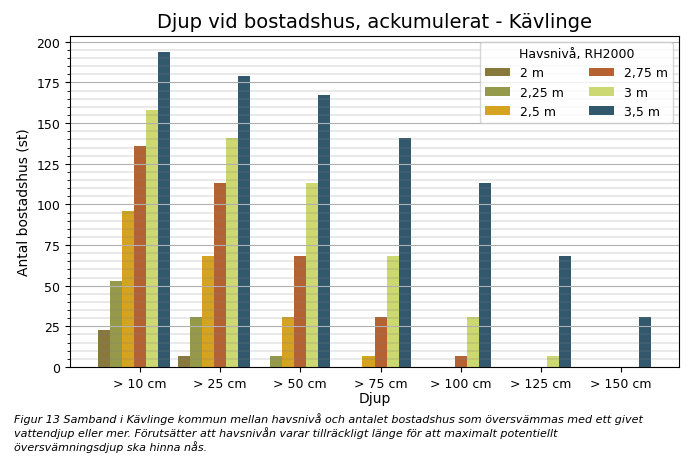 Djup vid bostadshus, ackumulerat - Kävlinge
Antal bostadshus (st)
200
175
150
125
100
75
50
25
0
Havsnivå, RH2000
2 m
2,25 m
2,5 m
2,75 m
3 m
3,5 m
> 10 cm
> 25 cm
> 50 cm
> 75 cm
> 100 cm
> 125 cm
> 150 cm
Djup
Figur 13 Samband i Kävlinge kommun mellan havsnivå och antalet bostadshus som översvämmas med ett givet
vattendjup eller mer. Förutsätter att havsnivån varar tillräckligt länge för att maximalt potentiellt
översvämningsdjup ska hinna nås.